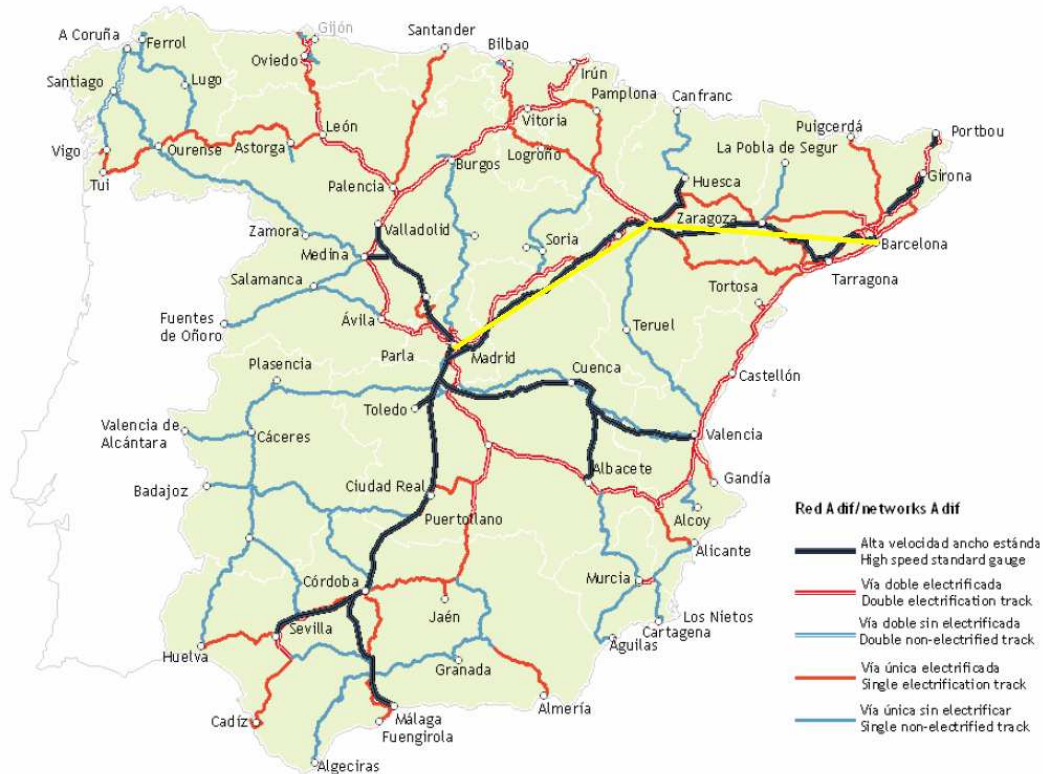 Gijón
A Coruña
Ferrol
Santander
Bilbao
Oviedo
Irún
Santiago
Lugo
Pamplona
Canfranc
Vitoria
Puigcerdá
Portbou
León
Vigo
Ourense
Astorga
Logroño
Burgos
La Pobla de Segur
Tui
Palencia
Huesca
Girona
Zamora
Valladolid
Zaragoza
Soria
Barcelona
Medina
Salamanca
Tarragona
Tortosa
Fuentes
de Oñoro
Ávila
Teruel
Parla
Madrid
Plasencia
Cuenca
Castellón
Toledo
Valencia de
Alcántara
Cáceres
Valencia
Albacete
Gandía
Badajoz
Ciudad Real
Puertollano
Alcoy
Alicante
Córdoba
Murcia
Jaén
Los Nietos
Sevilla
Cartagena
Huelva
Águilas
Granada
Almería
Cadíz
Málaga
Fuengirola
Algeciras
Red Adif/networks Adif
Alta velocidad ancho estánda
High speed standard gauge
Vía doble electrificada
Double electrification track
Vía doble sin electrificada
Double non-electrified track
Vía única electrificada
Single electrification track
Vía única sin electrificar
Single non-electrified track